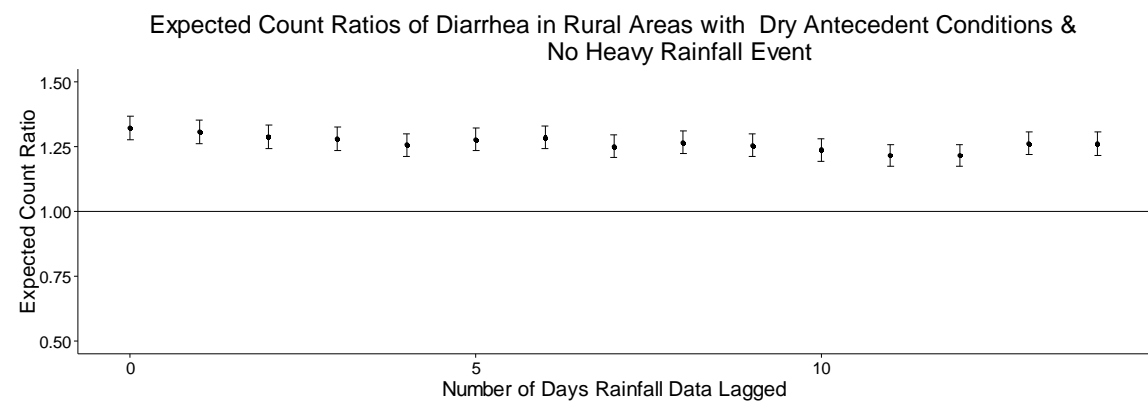 Expected Count Ratios of Diarrhea in Rural Areas with  Dry Antecedent Conditions &
No Heavy Rainfall Event
Expected Count Ratio
1.50
1.25
1.00
0.75
0.50
0
5
10
Number of Days Rainfall Data Lagged